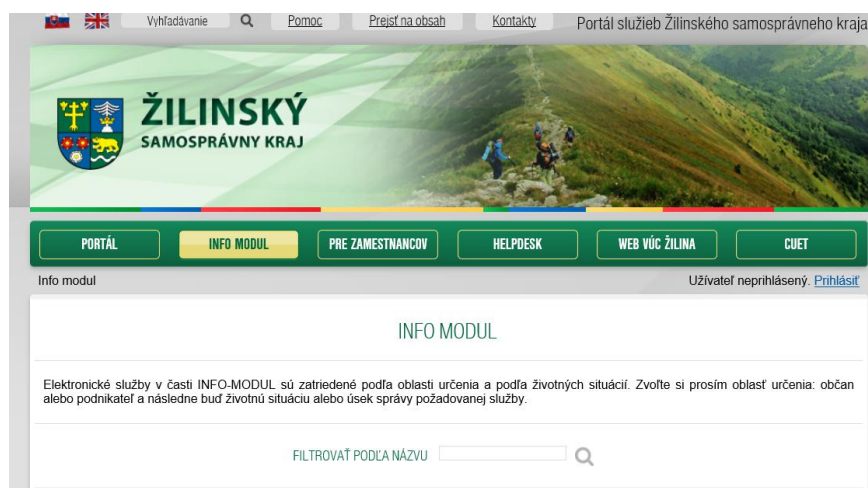 Vyhľadávanie Pomoc Prejsť na obsah Kontakty Portál služieb Žilinského samosprávneho kraja
ŽILINSKÝ
SAMOSPRÁVNY KRAJ
PORTÁL INFO MODUL PRE ZAMESTNANCOV HELPDESK WEB VÚC ŽILINA CUET
Info modul Užívateľ neprihlásený. Prihlásiť
INFO MODUL
Elektronické služby v časti INFO-MODUL sú zatriedené podľa oblasti určenia a podľa životných situácií. Zvoľte si prosím oblasť určenia: občan
alebo podnikateľ a následne buď životnú situáciu alebo úsek správy požadovanej služby.
FILTROVAŤ PODĽA NÁZVU